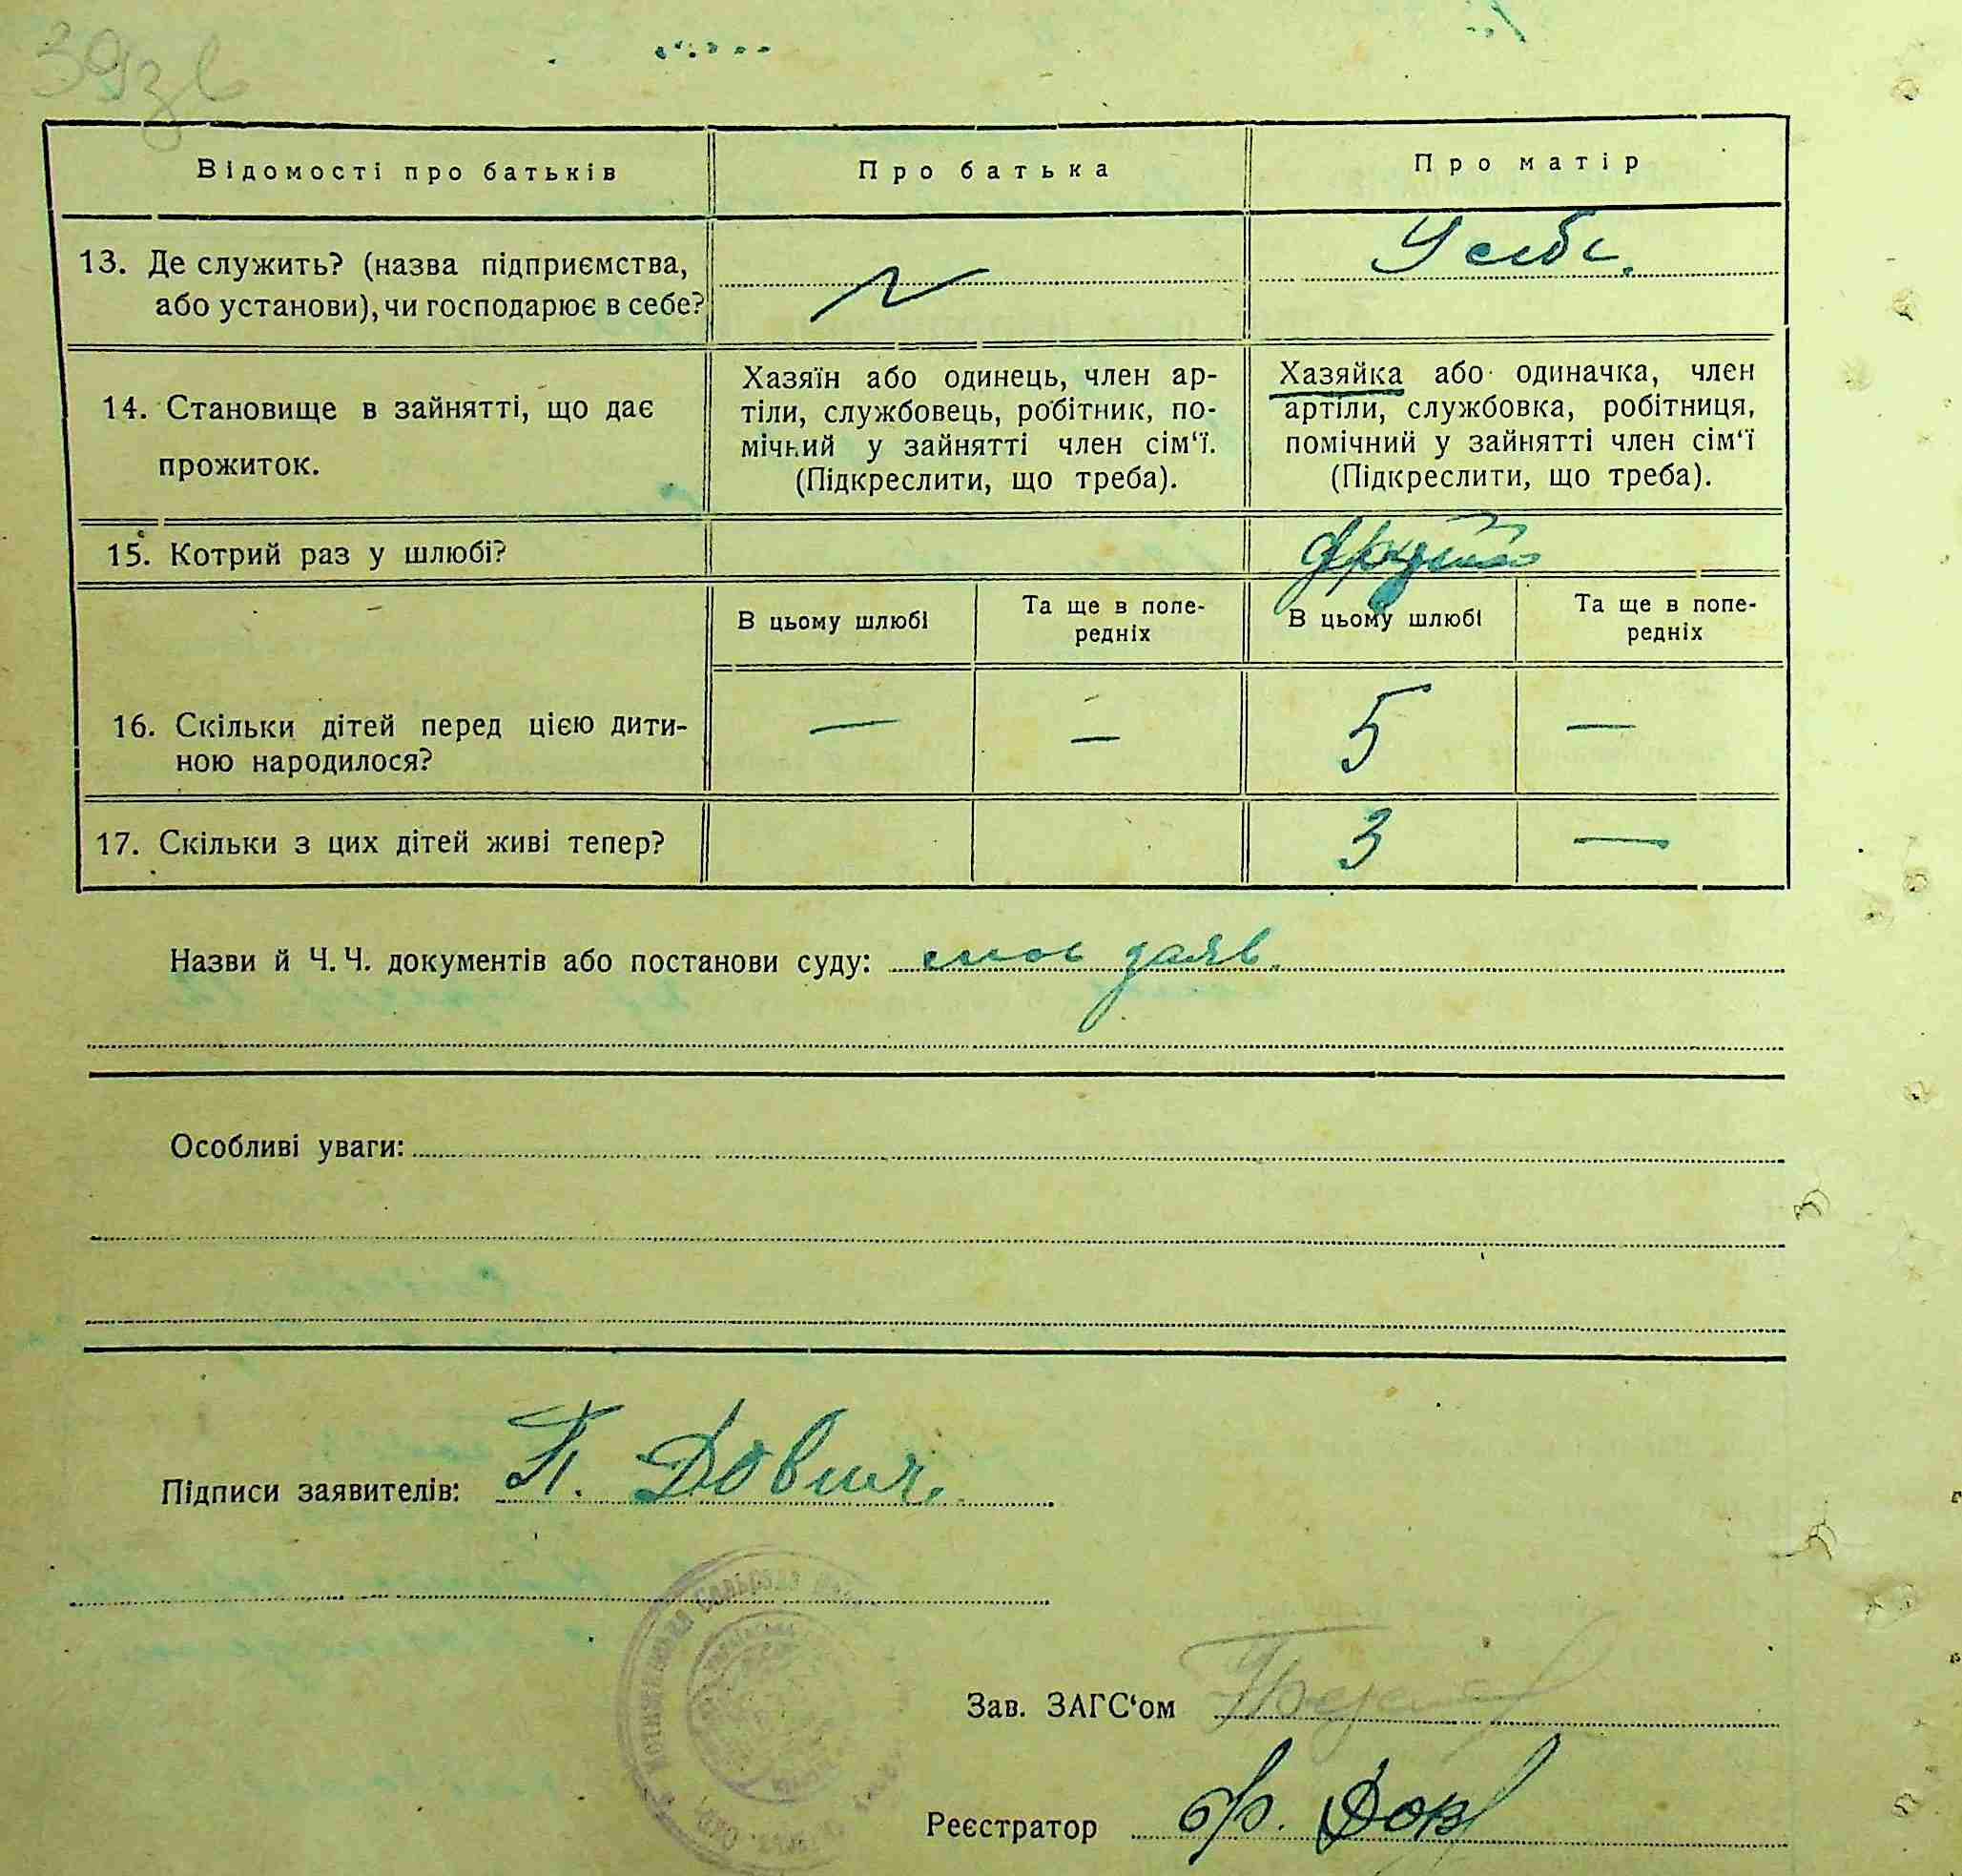 39зв
Відомості про батьків
Про батька
Про матір
13. Де служить? (назва підприємства,
або установи), чи господарює в себе?
У себе.
14. Становище в зайнятті, що дає
прожиток.
Хазяїн або одинець, член ар-
тіли, службовець, робітник, по-
мічний у зайнятті член сім‘ї.
(Підкреслити, що треба).
Хазяйка або одиначка, член
артіли, службовка, робітниця,
помічний у зайнятті член сім‘ї
(Підкреслити, що треба).
15. Котрий раз у шлюбі?
В цьому шлюбі
Та ще в попе-
редніх
В цьому шлюбі
Та ще в попе-
редніх
16. Скільки дітей перед цією дити-
ною народилося?
— — 5 —
17. Скільки з цих дітей живі тепер?
3 —
Назви й Ч. Ч. документів або постанови суду: слов заяв.
Особливі уваги:
Підписи заявителів: П. Довгич.
Зав. ЗАГС‘ом
Реєстратор